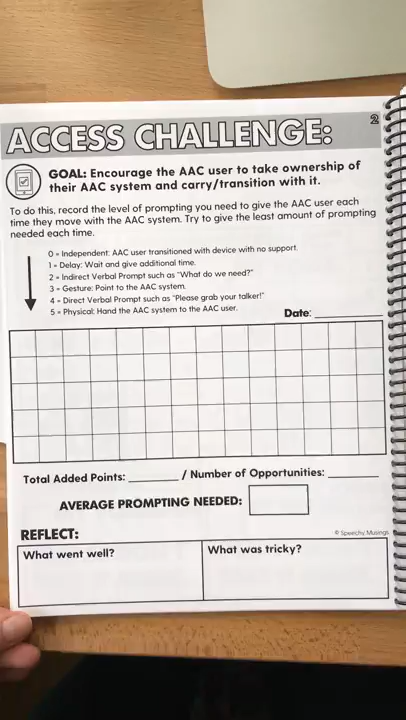 2
ACCESS CHALLENGE:
GOAL: Encourage the AAC user to take ownership of
their AAC system and carry/transition with it.
To do this, record the level of prompting you need to give the AAC user each
time they move with the AAC system. Try to give the least amount of prompting
needed each time.
0 = Independent: AAC user transitioned with device with no support.
1 = Delay: Wait and give additional time.
2 = Indirect Verbal Prompt such as "What do we need?"
3 = Gesture: Point to the AAC system.
4 = Direct Verbal Prompt such as "Please grab your talker!"
5 = Physical: Hand the AAC system to the AAC user.
Date: ________
Total Added Points: ________ / Number of Opportunities: ________
AVERAGE PROMPTING NEEDED:
© Speechy Musings
REFLECT:
What went well?
What was tricky?